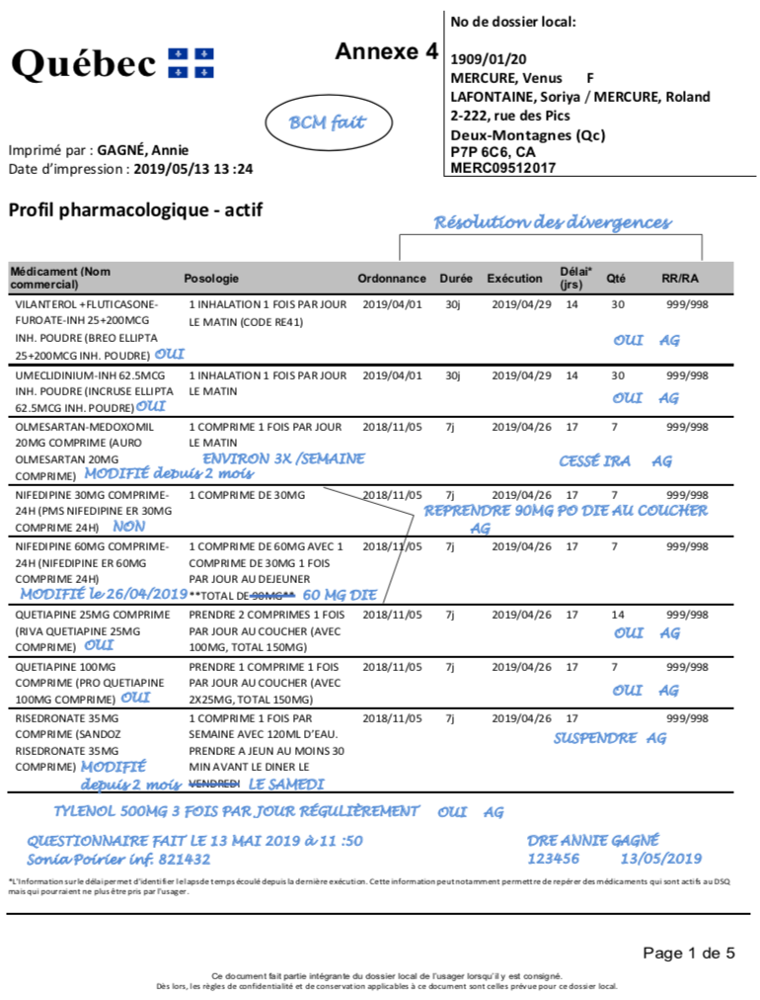 Québec
Annexe 4
No de dossier local:
1909/01/20
MERCURE, Venus F
LAFONTAINE, Soriya / MERCURE, Roland
2-222, rue des Pics
Deux-Montagnes (Qc)
P7P 6C6, CA
MERC09512017
BCM fait
Imprimé par : GAGNÉ, Annie
Date d'impression : 2019/05/13 13 :24
Profil pharmacologique - actif
Résolution des divergences
Médicament (Nom commercial) Posologie Ordonnance Durée Exécution Délai* (jrs) Qté RR/RA
VILANTEROL +FLUTICASONE- 1 INHALATION 1 FOIS PAR JOUR 2019/04/01 30j 2019/04/29 14 30 999/998
FUROATE-INH 25+200MCG LE MATIN (CODE RE41)
INH. POUDRE (BREO ELLIPTA OUI AG
25+200MCG INH. POUDRE) OUI
UMECLIDINIUM-INH 62.5MCG 1 INHALATION 1 FOIS PAR JOUR 2019/04/01 30j 2019/04/29 14 30 999/998
INH. POUDRE (INCRUSE ELLIPTA LE MATIN OUI AG
62.5MCG INH. POUDRE) OUI
OLMESARTAN-MEDOXOMIL 1 COMPRIME 1 FOIS PAR JOUR 2018/11/05 7j 2019/04/26 17 7 999/998
20MG COMPRIME (AURO LE MATIN
OLMESARTAN 20MG ENVIRON 3X /SEMAINE CESSÉ IRA AG
COMPRIME) MODIFIÉ depuis 2 mois
NIFEDIPINE 30MG COMPRIME- 1 COMPRIME DE 30MG 2018/11/05 7j 2019/04/26 17 7 999/998
24H (PMS NIFEDIPINE ER 30MG REPRENDRE 90MG PO DIE AU COUCHER
COMPRIME 24H) NON AG
NIFEDIPINE 60MG COMPRIME- 1 COMPRIME DE 60MG AVEC 1 2018/11/05 7j 2019/04/26 17 7 999/998
24H (NIFEDIPINE ER 60MG COMPRIME DE 30MG 1 FOIS
COMPRIME 24H) PAR JOUR AU DEJEUNER
MODIFIÉ le 26/04/2019 **TOTAL DE 90MG** 60 MG DIE
QUETIAPINE 25MG COMPRIME PRENDRE 2 COMPRIMES 1 FOIS 2018/11/05 7j 2019/04/26 17 14 999/998
(RIVA QUETIAPINE 25MG PAR JOUR AU COUCHER (AVEC OUI AG
COMPRIME) OUI 100MG, TOTAL 150MG)
QUETIAPINE 100MG PRENDRE 1 COMPRIME 1 FOIS 2018/11/05 7j 2019/04/26 17 7 999/998
COMPRIME (PRO QUETIAPINE PAR JOUR AU COUCHER (AVEC OUI AG
100MG COMPRIME) OUI 2X25MG, TOTAL 150MG)
RISEDRONATE 35MG 1 COMPRIME 1 FOIS PAR 2018/11/05 7j 2019/04/26 17 999/998
COMPRIME (SANDOZ SEMAINE AVEC 120ML D'EAU. SUSPENDRE AG
RISEDRONATE 35MG PRENDRE A JEUN AU MOINS 30
COMPRIME) MODIFIÉ MIN AVANT LE DINER LE
depuis 2 mois VENDREDI LE SAMEDI
TYLENOL 500MG 3 FOIS PAR JOUR RÉGULIÈREMENT OUI AG
QUESTIONNAIRE FAIT LE 13 MAI 2019 à 11 :50 DRE ANNIE GAGNÉ
Sonia Poirier inf. 821432 123456 13/05/2019
*L'Information sur le délai permet d'identifier le laps de temps écoulé depuis la dernière exécution. Cette information peut notamment permettre de repérer des médicaments qui sont actifs au DSQ
mais qui pourraient ne plus être pris par l'usager.
Page 1 de 5
Ce document fait partie intégrante du dossier local de l'usager lorsqu'il y est consigné.
Dès lors, les règles de confidentialité et de conservation applicables à ce document sont celles prévue pour ce dossier local.